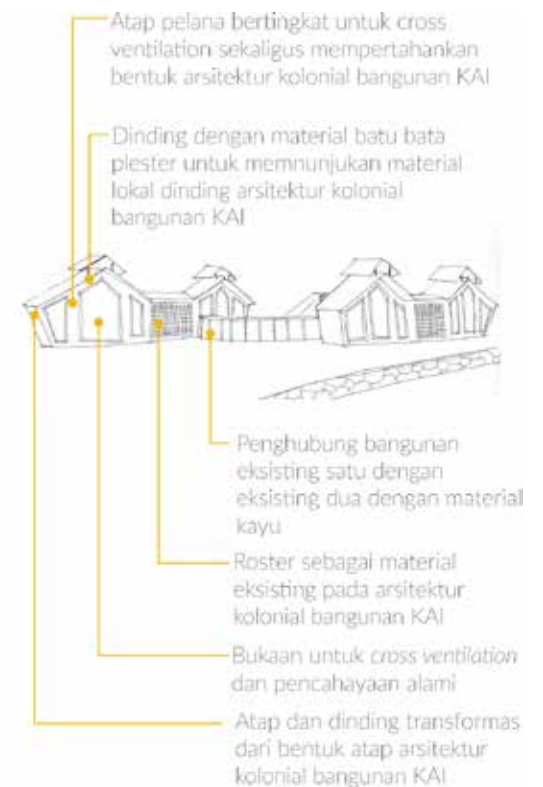 Atap pelana bertingkat untuk cross
ventilation sekaligus mempertahankan
bentuk arsitektur kolonial bangunan KAI
Dinding dengan material batu bata
plester untuk memnunjukan material
lokal dinding arsitektur kolonial
bangunan KAI
Penghubung bangunan
eksisting satu dengan
eksisting dua dengan material
kayu
Roster sebagai material
eksisting pada arsitektur
kolonial bangunan KAI
Bukaan untuk cross ventilation
dan pencahayaan alami
Atap dan dinding transformas
dari bentuk atap arsitektur
kolonial bangunan KAI